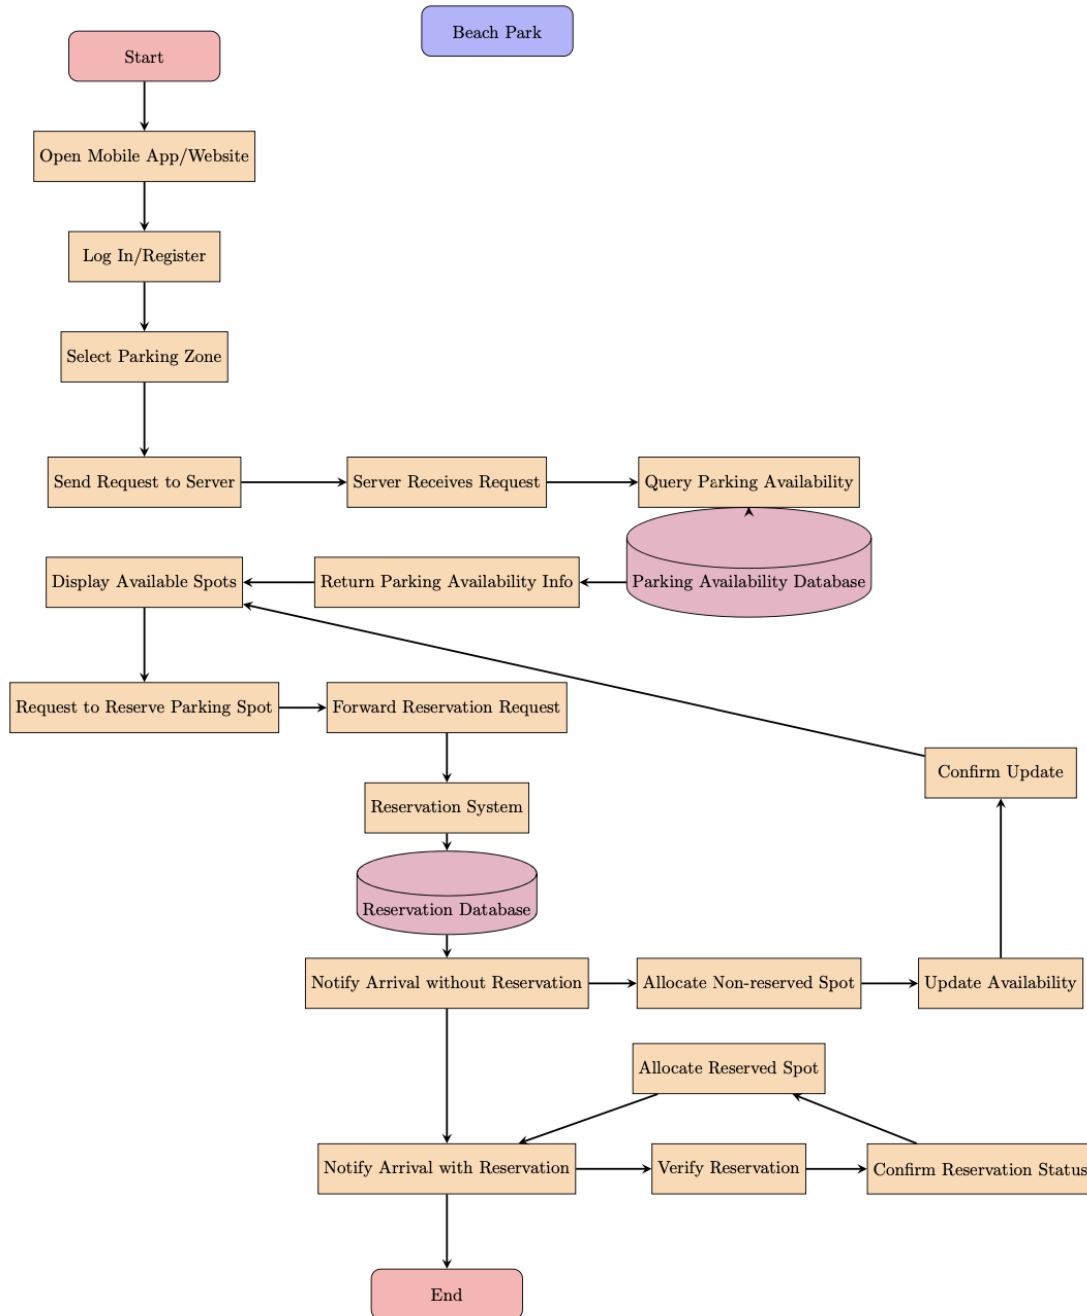 Beach Park
Start
Open Mobile App/Website
Log In/Register
Select Parking Zone
Send Request to Server
Server Receives Request
Query Parking Availability
Display Available Spots
Return Parking Availability Info
Parking Availability Database
Request to Reserve Parking Spot
Forward Reservation Request
Confirm Update
Reservation System
Reservation Database
Notify Arrival without Reservation
Allocate Non-reserved Spot
Update Availability
Allocate Reserved Spot
Notify Arrival with Reservation
Verify Reservation
Confirm Reservation Status
End